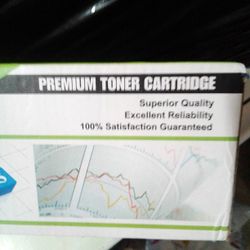 PREMIUM TONER CARTRIDGE
Superior Quality
Excellent Reliability
100% Satisfaction Guaranteed